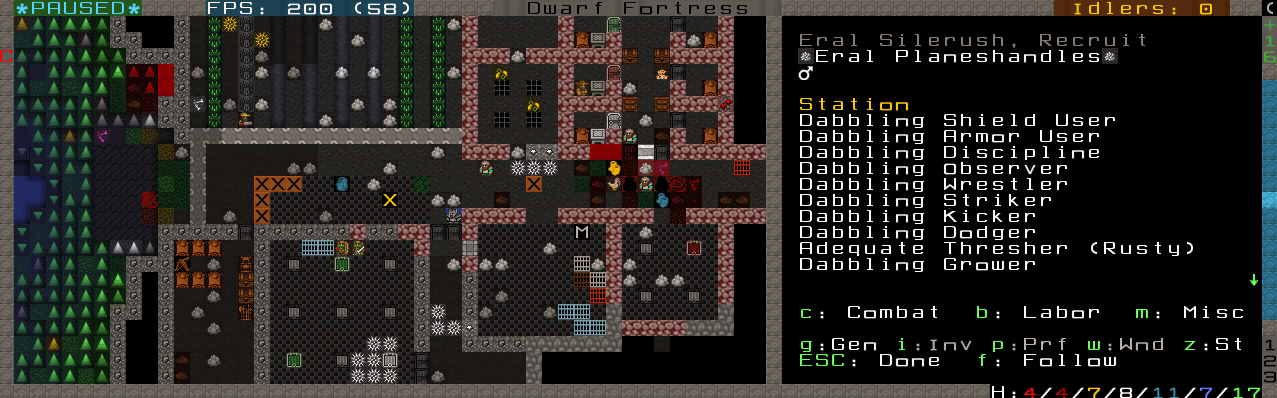 *PAUSED* FPS: 200 (58) Dwarf Fortress Idlers: 0
Eral Silerush, Recruit
☼Eral Planeshandles☼
♂
Station
Dabbling Shield User
Dabbling Armor User
Dabbling Discipline
Dabbling Observer
Dabbling Wrestler
Dabbling Striker
Dabbling Kicker
Dabbling Dodger
Adequate Thresher (Rusty)
Dabbling Grower
c: Combat b: Labor m: Misc
g:Gen i:Inv p:Prf w:Wnd z:St
ESC: Done f: Follow
H:4/4/7/8/11/7/17